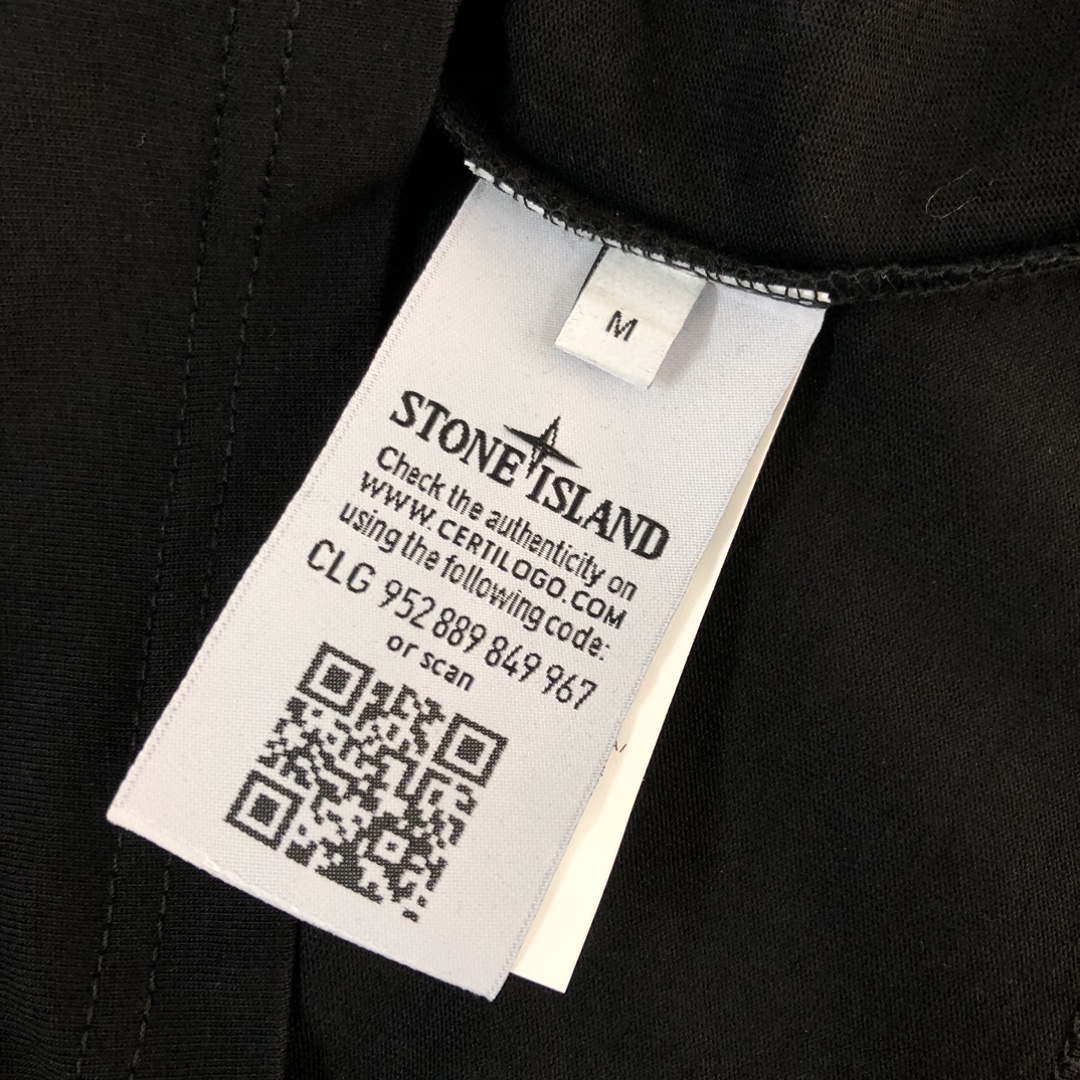 M
STONE ISLAND
Check the authenticity on
WWW.CERTILOGO.COM
using the following code:
CLG 952 889 849 967
or scan